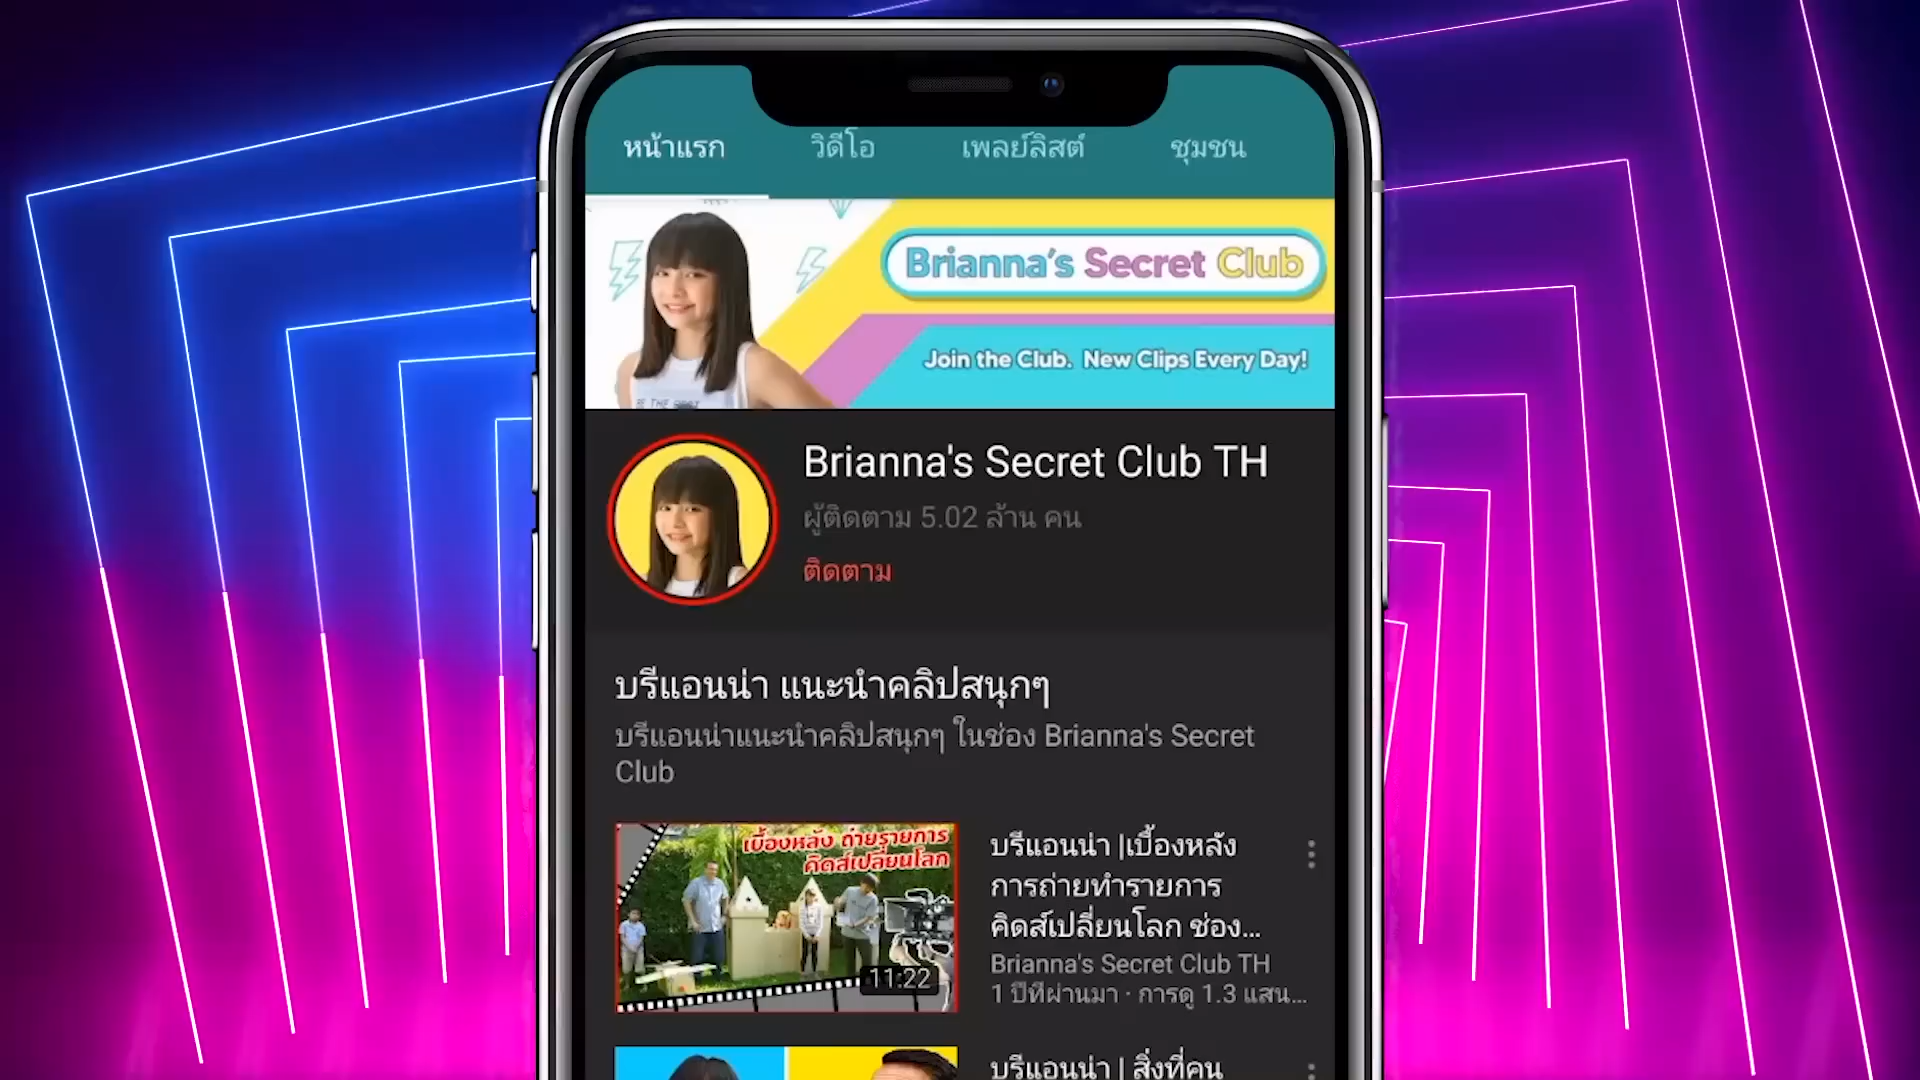 หน้าแรก วิดีโอ เพลย์ลิสต์ ชุมชน
Brianna's Secret Club
Join the Club. New Clips Every Day!
Brianna's Secret Club TH
ผู้ติดตาม 5.02 ล้าน คน
ติดตาม
บรีแอนน่า แนะนำคลิปสนุกๆ
บรีแอนน่าแนะนำคลิปสนุกๆ ในช่อง Brianna's Secret
Club
เบื้องหลัง ถ่ายรายการ
คิดส์เปลี่ยนโลก
11:22
บรีแอนน่า |เบื้องหลัง
การถ่ายทำรายการ
คิดส์เปลี่ยนโลก ช่อง...
Brianna's Secret Club TH
1 ปีที่ผ่านมา · การดู 1.3 แสน...
บรีแอนน่า | สิ่งที่คน